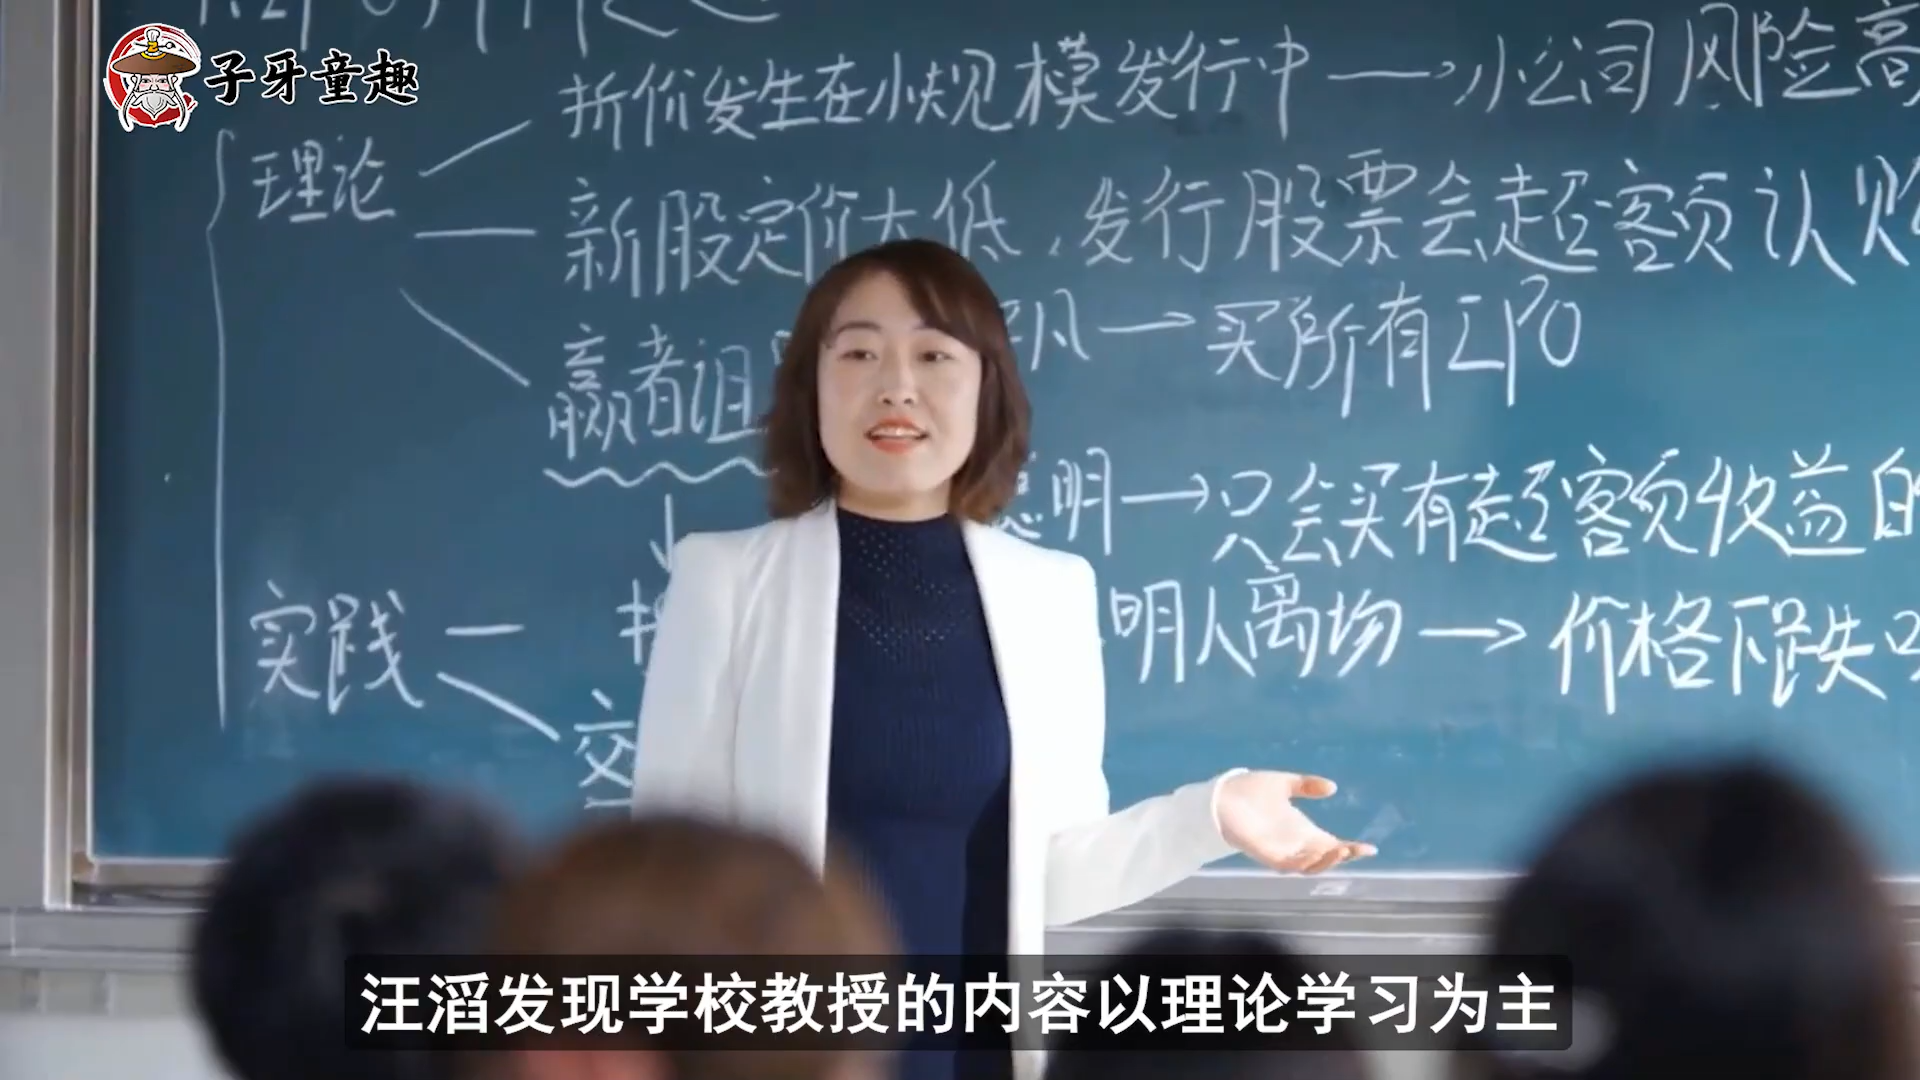 子牙童趣
折价发生在小规模发行中 → 小公司风险高
理论
新股定价太低，发行股票会超额认购
赢者诅
平凡 → 买所有IPO
聪明 → 只会买有超额收益的
实践
明人离场 → 价格下跌
交
汪滔发现学校教授的内容以理论学习为主